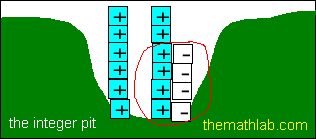 + +
+ +
+ + -
+ + -
+ + -
+ + -
the integer pit
themathlab.com